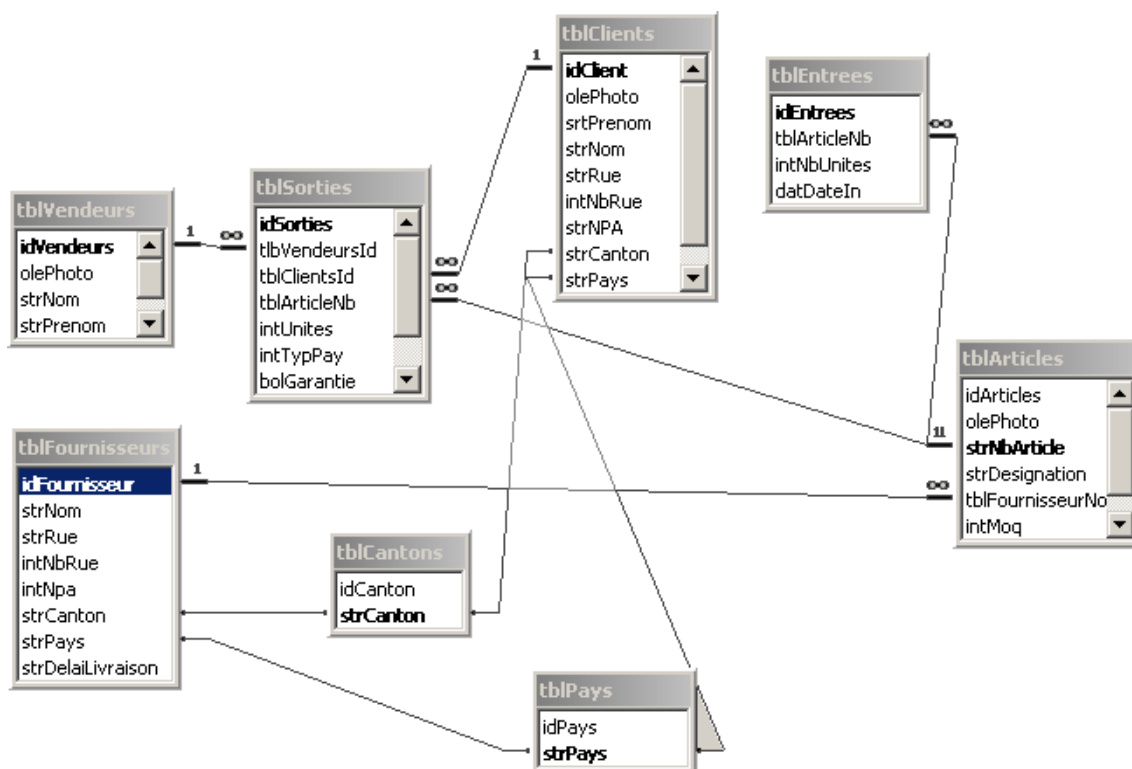 tblClients
1
idClient
olePhoto
srtPrenom
strNom
strRue
intNbRue
strNPA
strCanton
strPays
tblEntrees
idEntrees
tblArticleNb
intNbUnites
datDateIn
∞
tblVendeurs
idVendeurs
olePhoto
strNom
strPrenom
1
∞
tblSorties
idSorties
tlbVendeursId
tblClientsId
tblArticleNb
intUnites
intTypPay
bolGarantie
∞
∞
tblArticles
idArticles
olePhoto
strNbArticle
strDesignation
tblFournisseurNo
intMoq
11
∞
tblFournisseurs
idFournisseur
strNom
strRue
intNbRue
intNpa
strCanton
strPays
strDelaiLivraison
1
tblCantons
idCanton
strCanton
tblPays
idPays
strPays